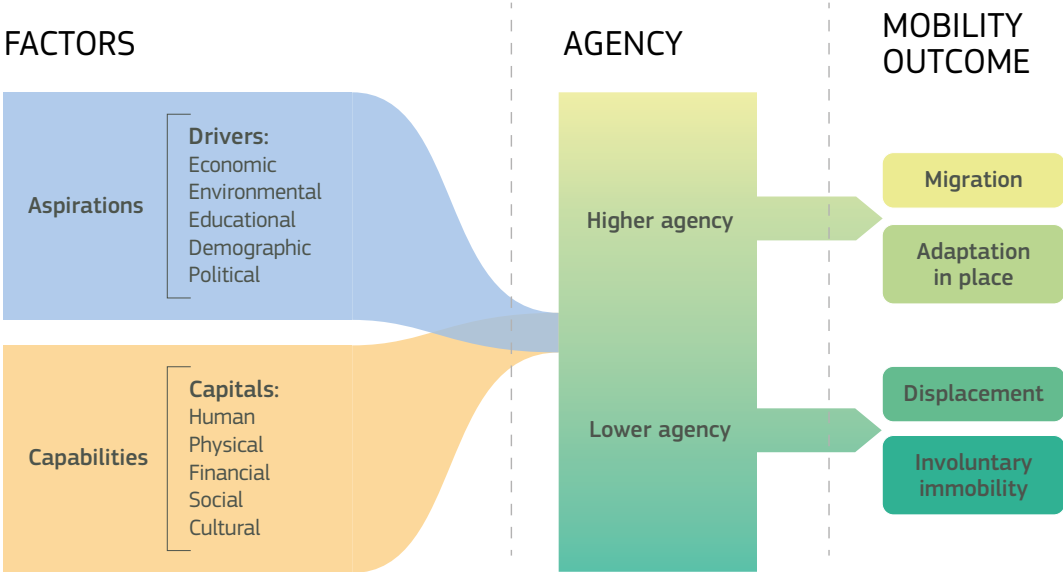 FACTORS
AGENCY
MOBILITY
OUTCOME
Aspirations
Drivers:
Economic
Environmental
Educational
Demographic
Political
Capabilities
Capitals:
Human
Physical
Financial
Social
Cultural
Higher agency
Lower agency
Migration
Adaptation
in place
Displacement
Involuntary
immobility